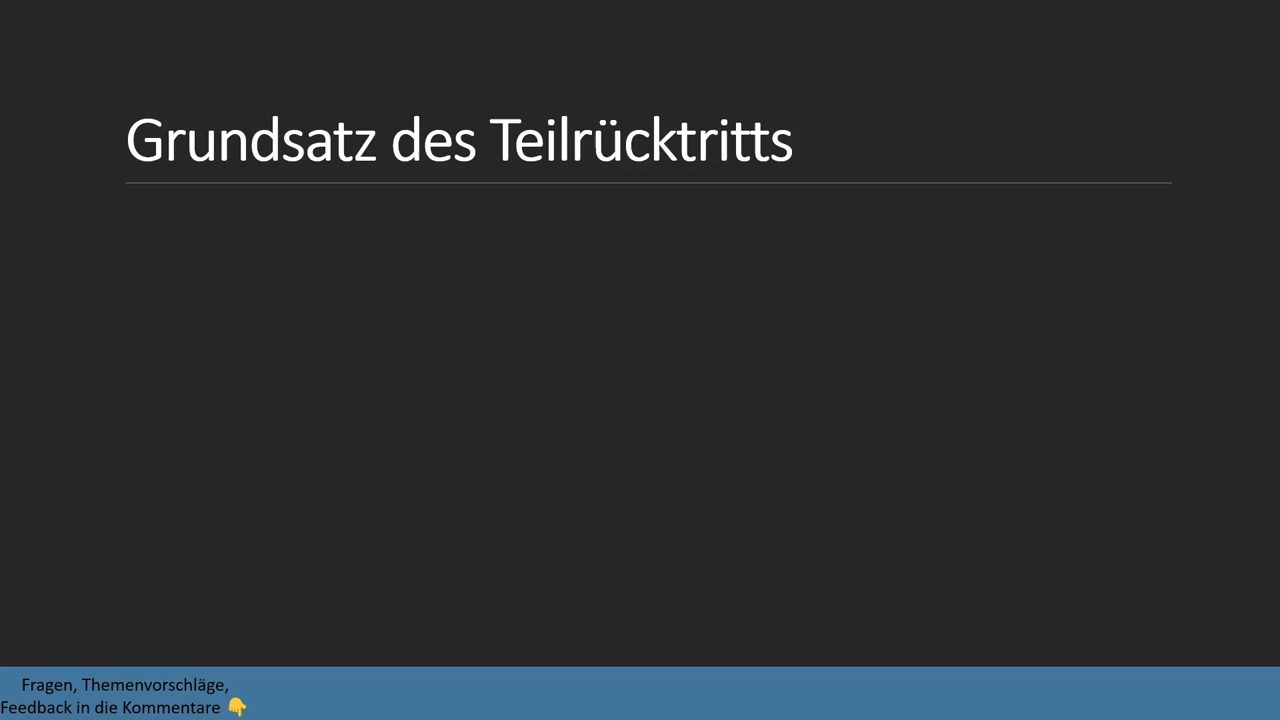 Grundsatz des Teilrücktritts
Fragen, Themenvorschläge,
Feedback in die Kommentare 👇